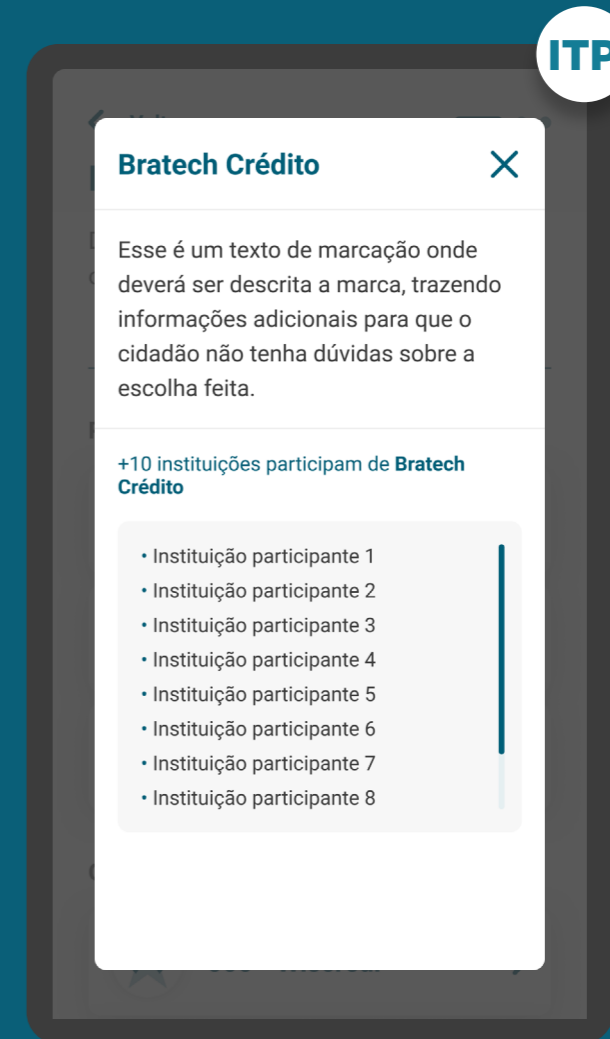 ITP
Bratech Crédito
Esse é um texto de marcação onde
deverá ser descrita a marca, trazendo
informações adicionais para que o
cidadão não tenha dúvidas sobre a
escolha feita.
+10 instituições participam de Bratech
Crédito
• Instituição participante 1
• Instituição participante 2
• Instituição participante 3
• Instituição participante 4
• Instituição participante 5
• Instituição participante 6
• Instituição participante 7
• Instituição participante 8